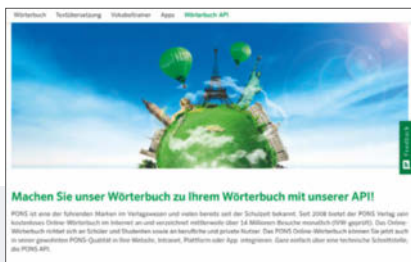 Wörterbuch Textübersetzung Vokabeltrainer Apps Wörterbuch API
Feedback
Machen Sie unser Wörterbuch zu Ihrem Wörterbuch mit unserer API!
PONS ist eine der führenden Marken im Verlagswesen und vielen bereits seit der Schulzeit bekannt. Seit 2008 bietet der PONS Verlag sein
kostenloses Online-Wörterbuch im Internet an und verzeichnet mittlerweile über 14 Millionen Besuche monatlich (IVW geprüft). Das Online-
Wörterbuch richtet sich an Schüler und Studenten sowie an berufliche und private Nutzer. Das PONS Online-Wörterbuch können Sie jetzt auch
in seiner gewohnten PONS-Qualität in Ihre Website, Intranet, Plattform oder App integrieren. Ganz einfach über eine technische Schnittstelle,
die PONS API.